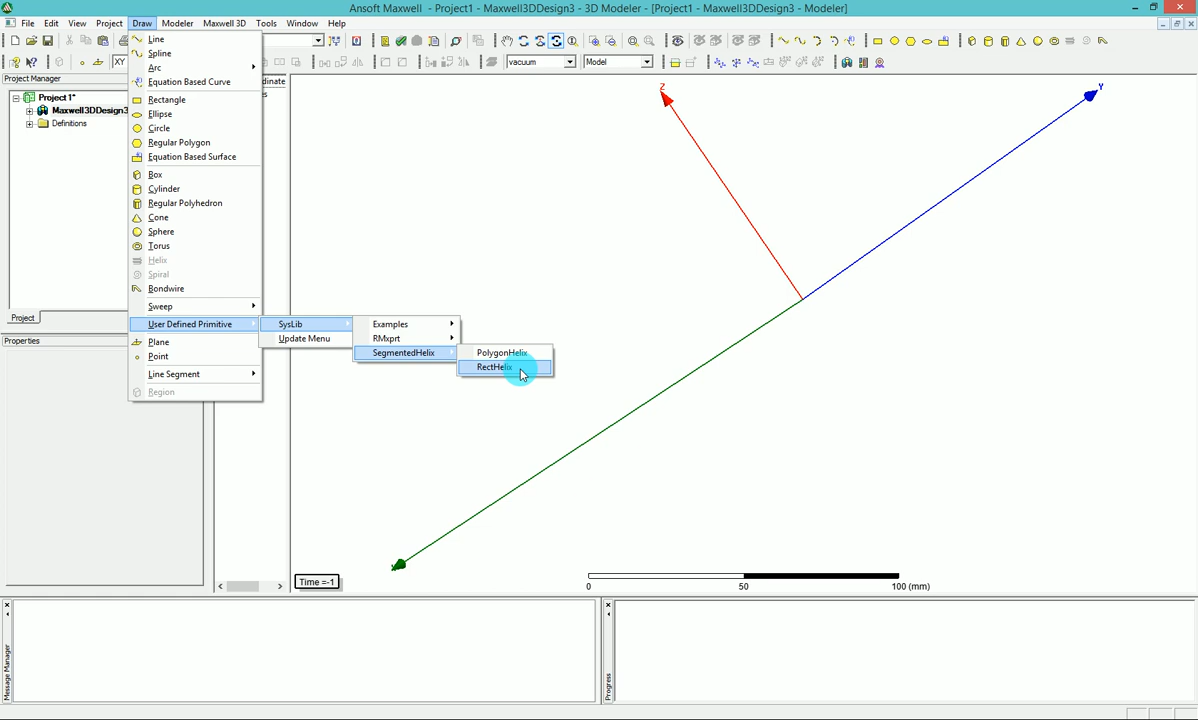 Ansoft Maxwell - Project1 - Maxwell3DDesign3 - 3D Modeler - [Project1 - Maxwell3DDesign3 - Modeler]
File Edit View Project Draw Modeler Maxwell 3D Tools Window Help
XY
vacuum
Model
Project Manager
Project1*
Maxwell3DDesign3
Definitions
Project
Properties
Line
Spline
Arc
Equation Based Curve
Rectangle
Ellipse
Circle
Regular Polygon
Equation Based Surface
Box
Cylinder
Regular Polyhedron
Cone
Sphere
Torus
Helix
Spiral
Bondwire
Sweep
User Defined Primitive
Plane
Point
Line Segment
Region
dinate
es
SysLib
Update Menu
Examples
RMxprt
SegmentedHelix
PolygonHelix
RectHelix
Z
Y
X
Time =-1
0 50 100 (mm)
Message Manager
Progress